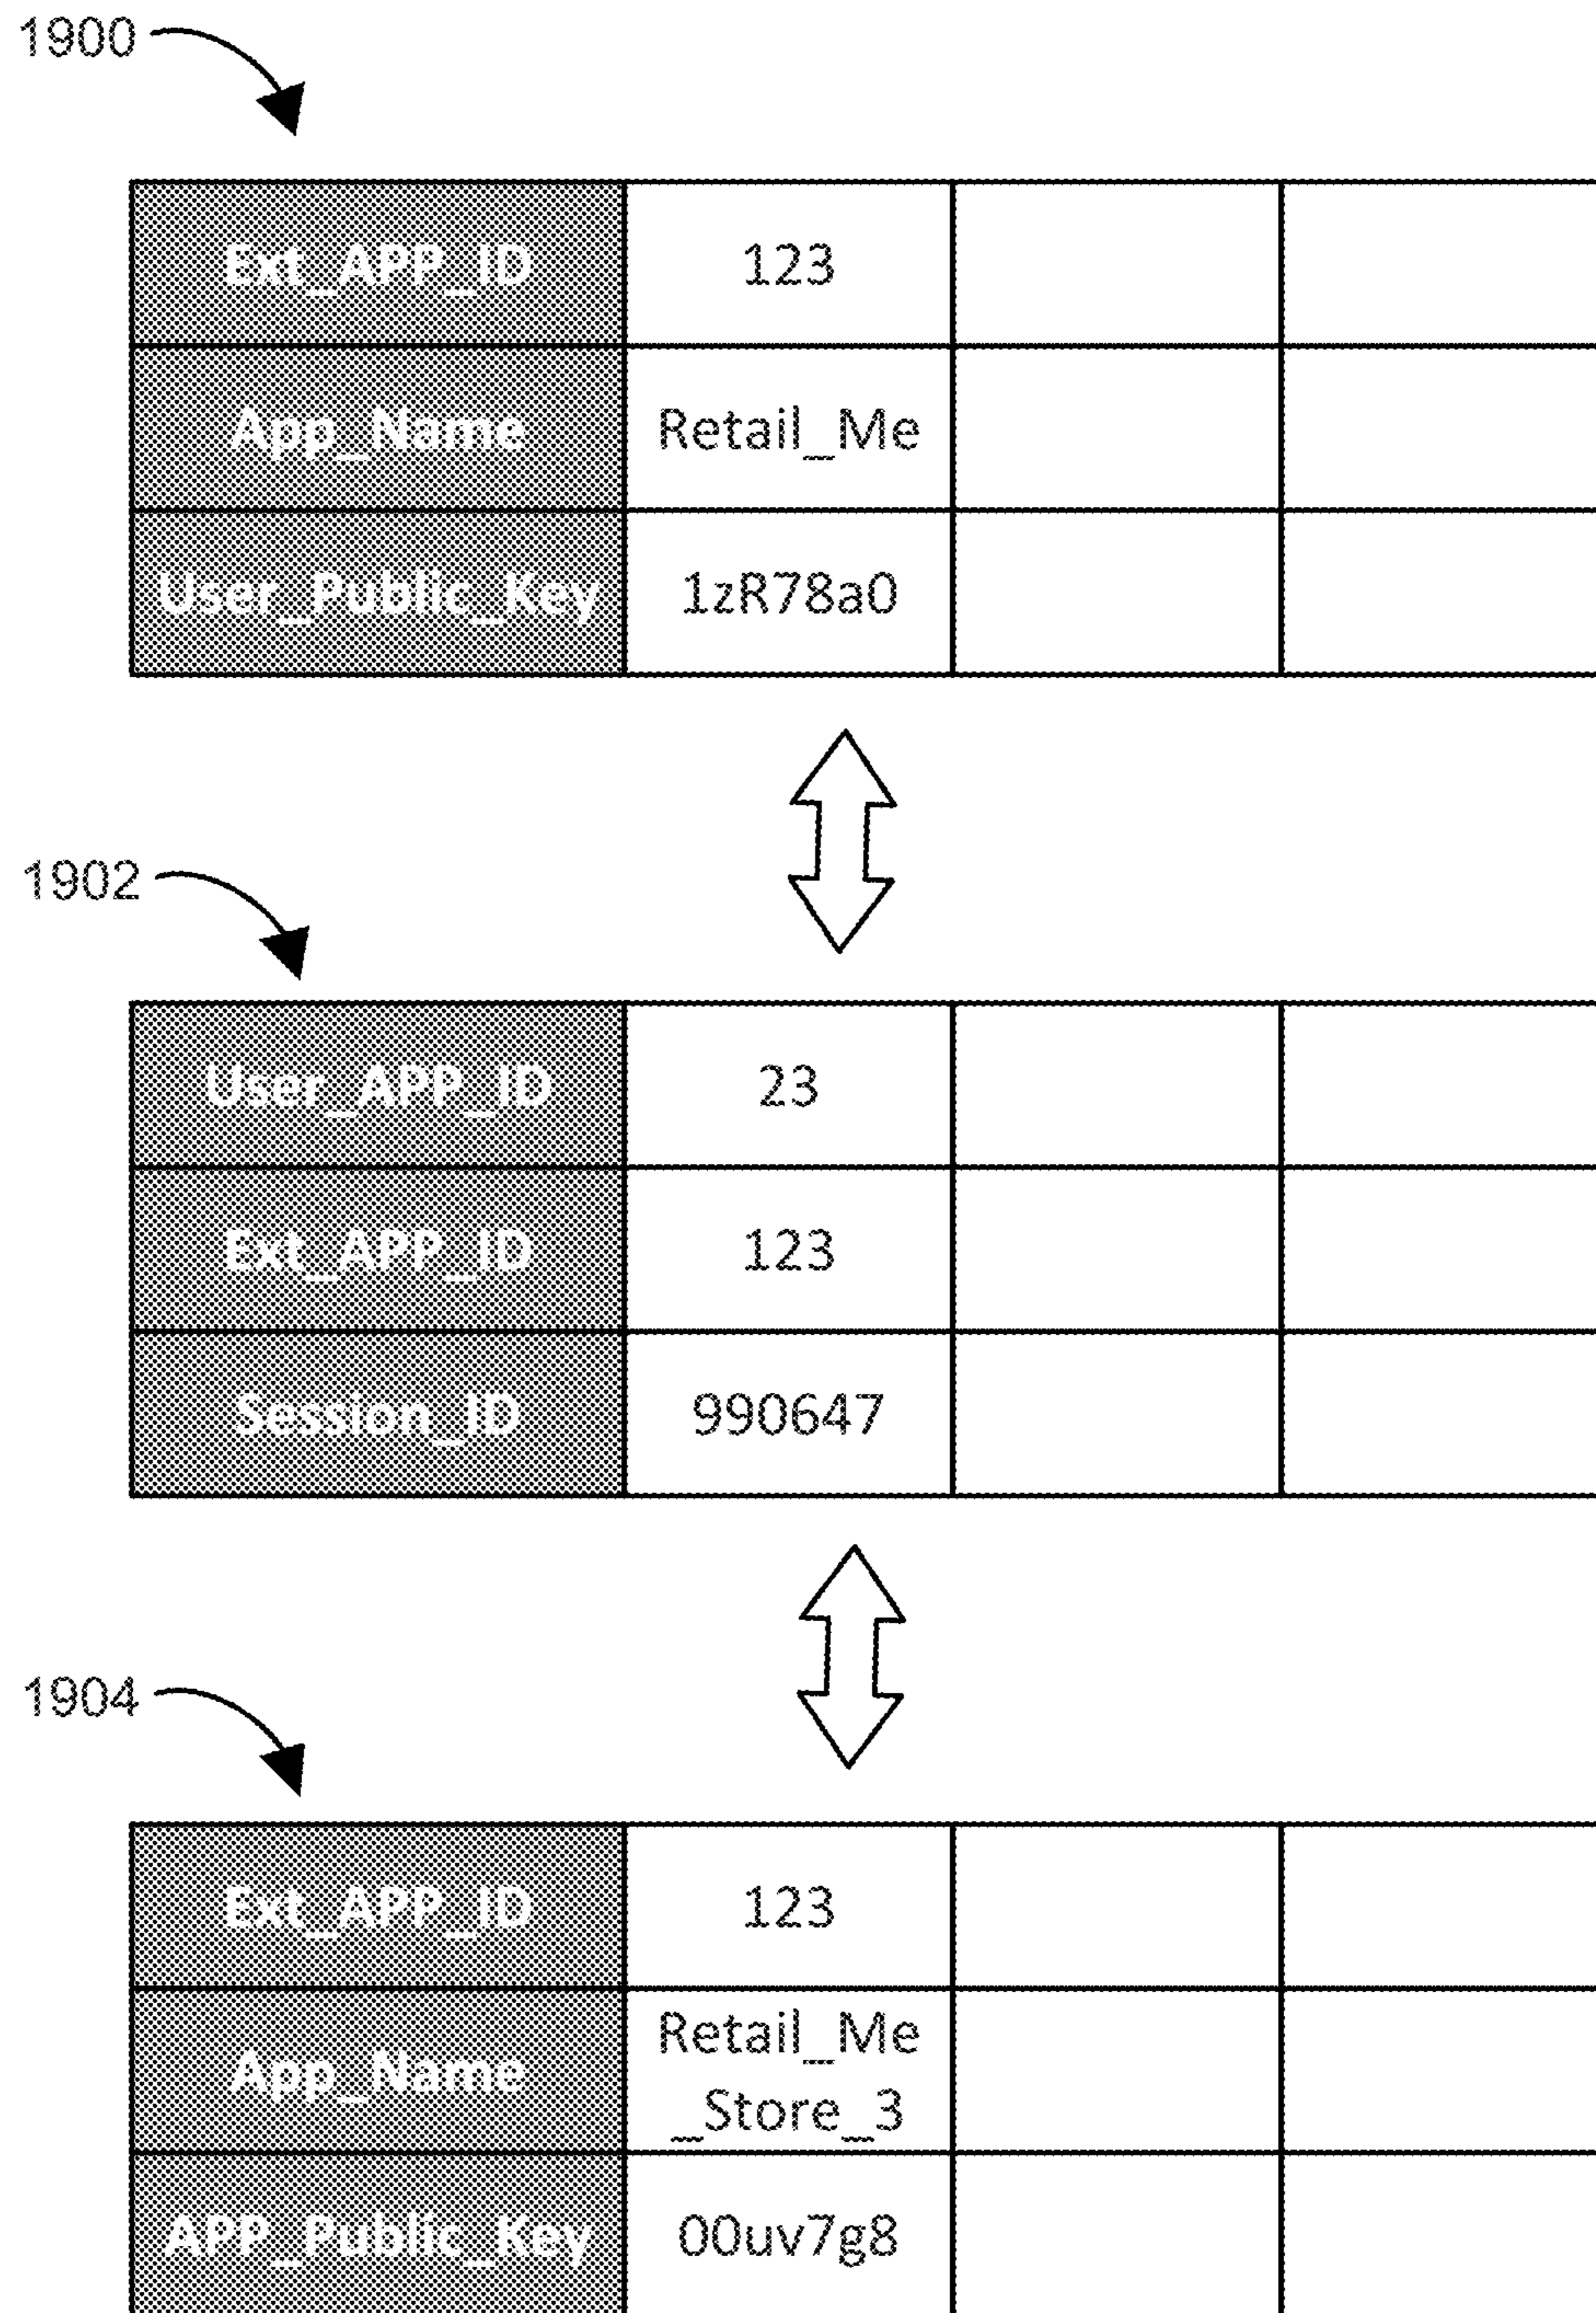 1900
Ext_APP_ID 123
App_Name Retail_Me
User_Public_Key 1zR78a0
1902
User_APP_ID 23
Ext_APP_ID 123
Session_ID 990647
1904
Ext_APP_ID 123
App_Name Retail_Me
_Store_3
APP_Public_Key 00uv7g8